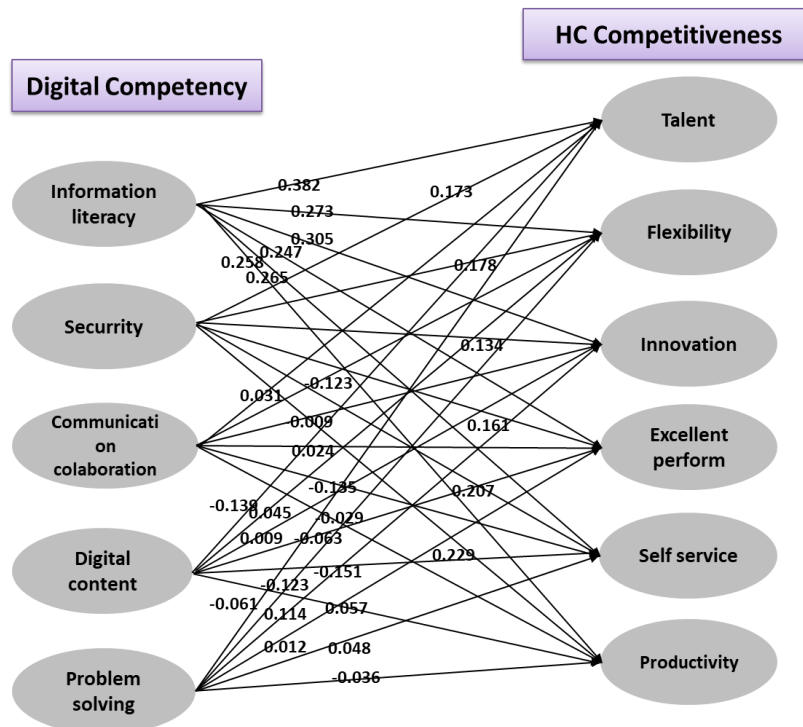 HC Competitiveness
Digital Competency
Talent
Information
literacy
0.382
0.173
0.273
Flexibility
0.305
0.247
0.258
0.265
0.178
Securrity
Innovation
0.134
-0.123
0.031
0.009
0.161
Communicati
on
colaboration
Excellent
perform
0.024
-0.135
0.207
-0.139
0.045
-0.029
0.009
-0.063
Digital
content
0.229
Self service
-0.151
-0.123
-0.061
0.114
0.057
0.012
0.048
Problem
solving
-0.036
Productivity